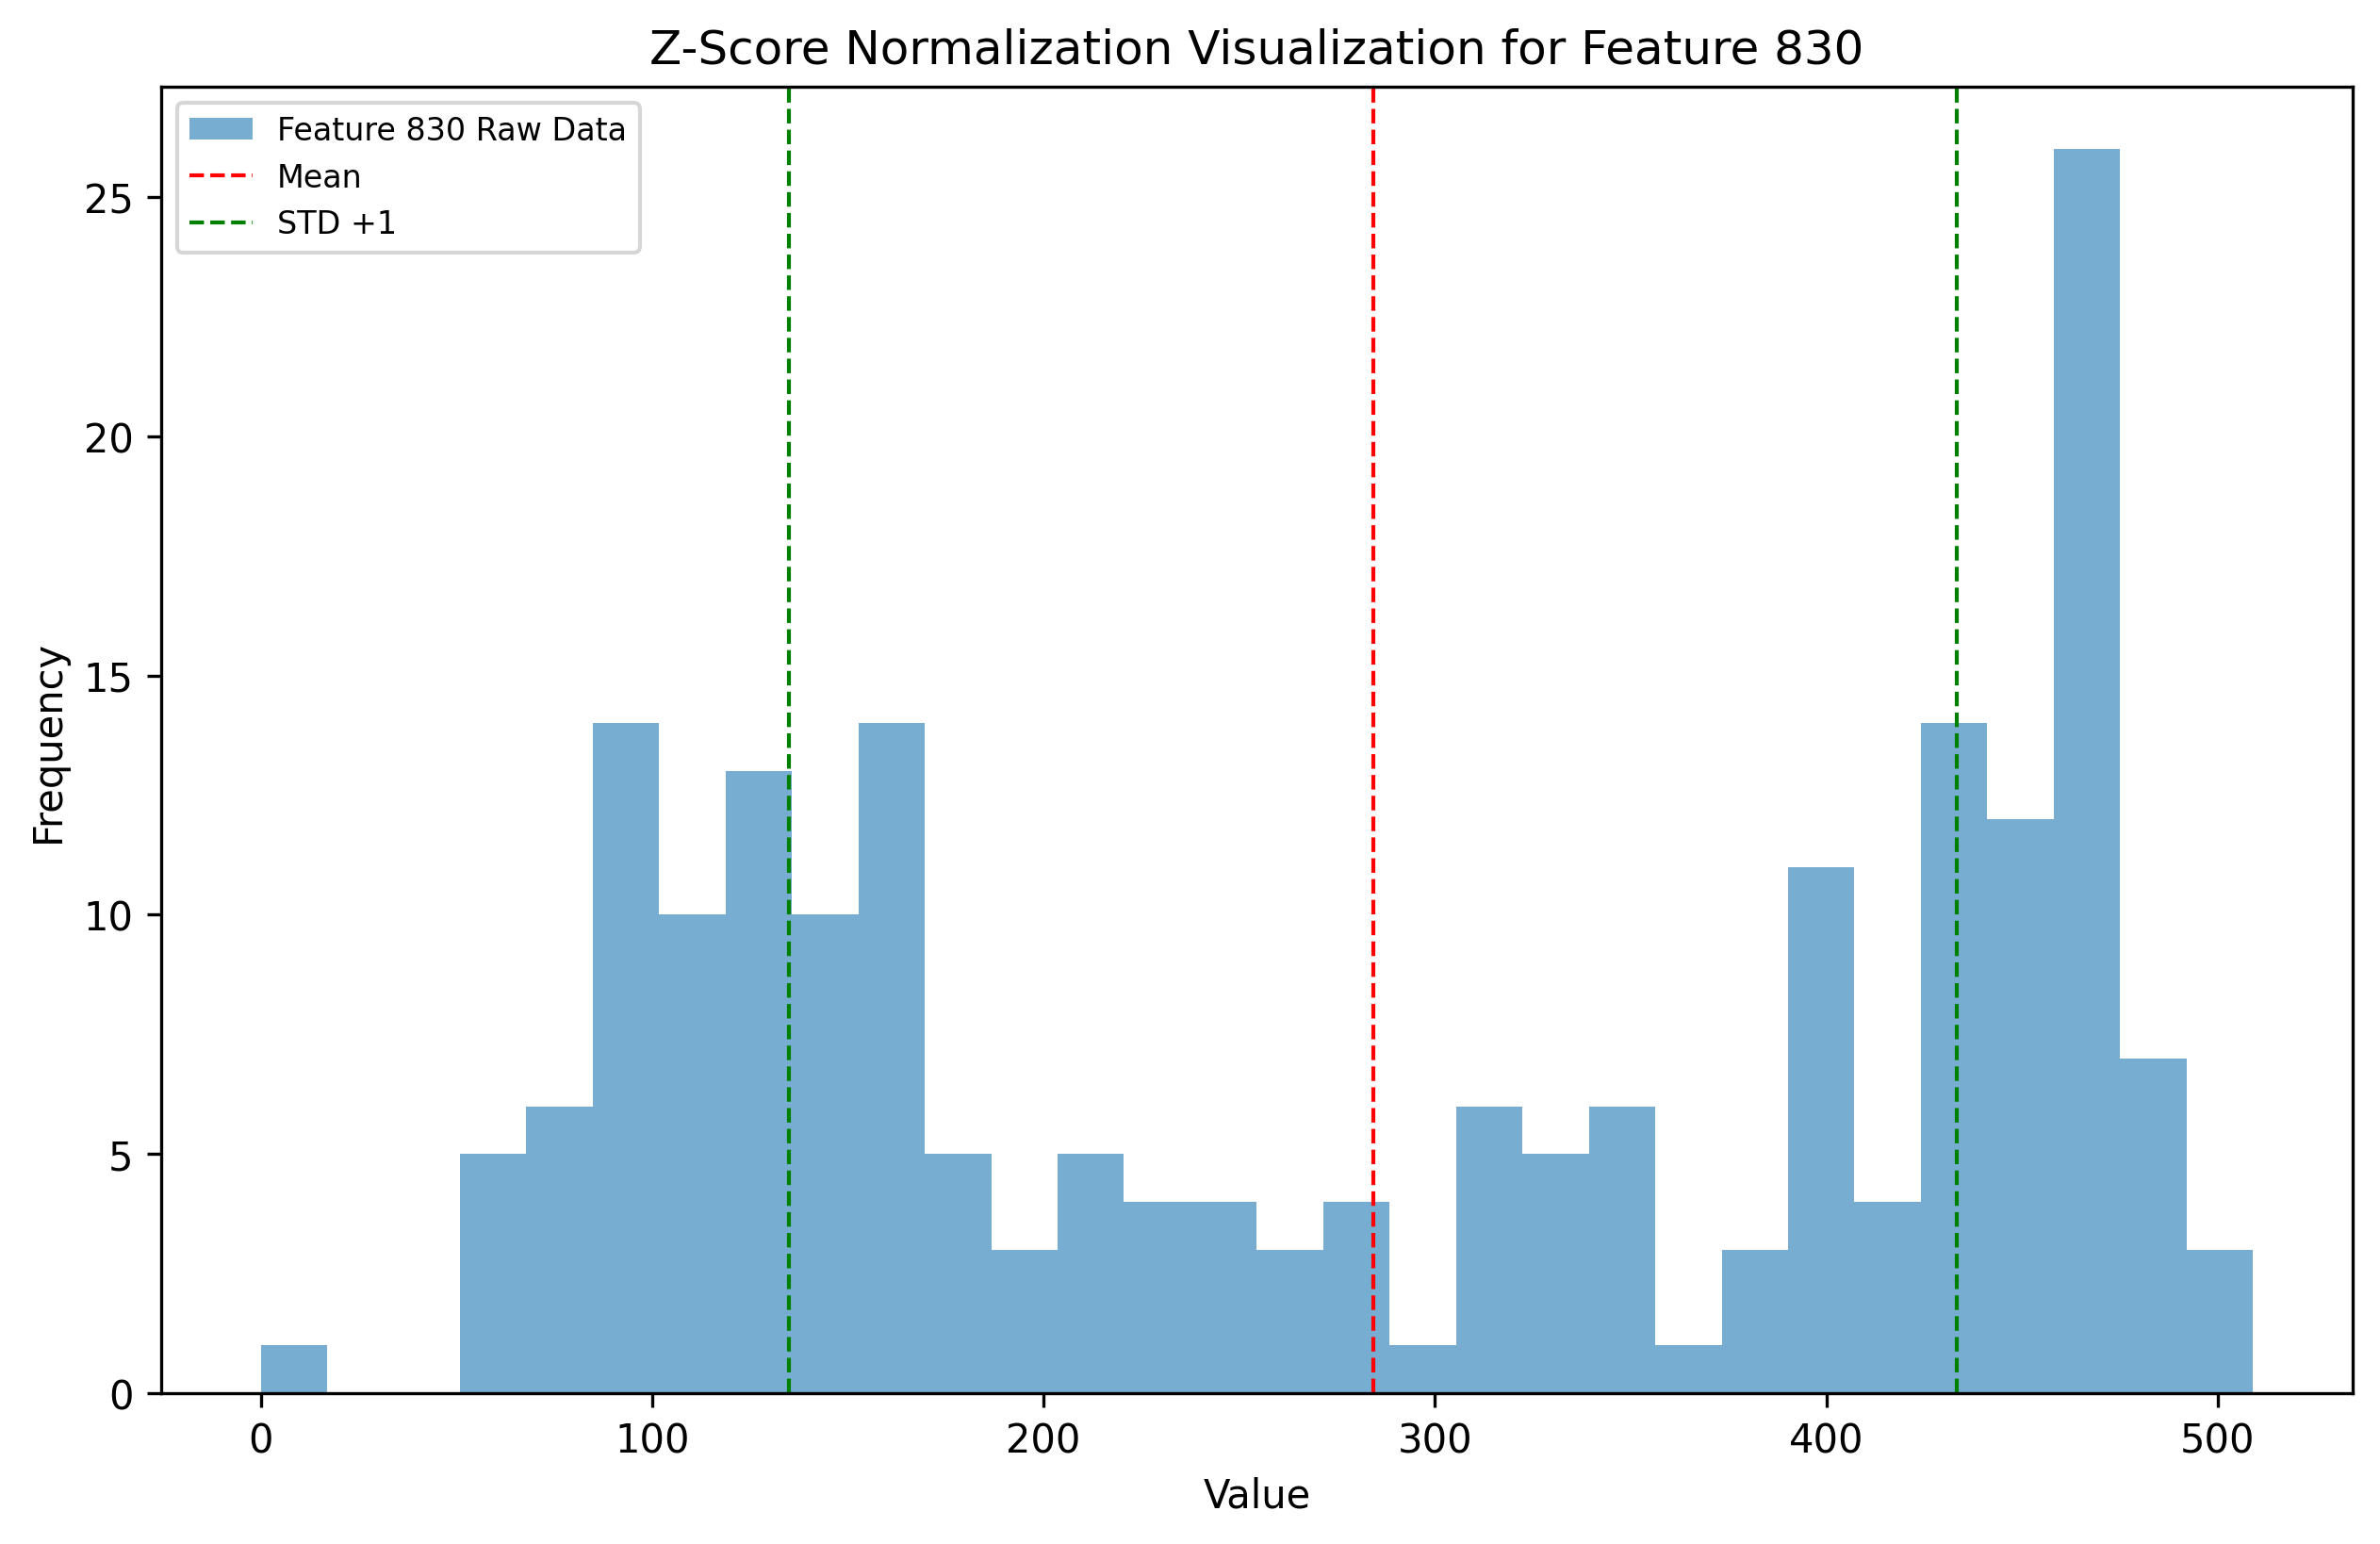 Z-Score Normalization Visualization for Feature 830
Feature 830 Raw Data
Mean
STD +1
Frequency
25
20
15
10
5
0
0 100 200 300 400 500
Value